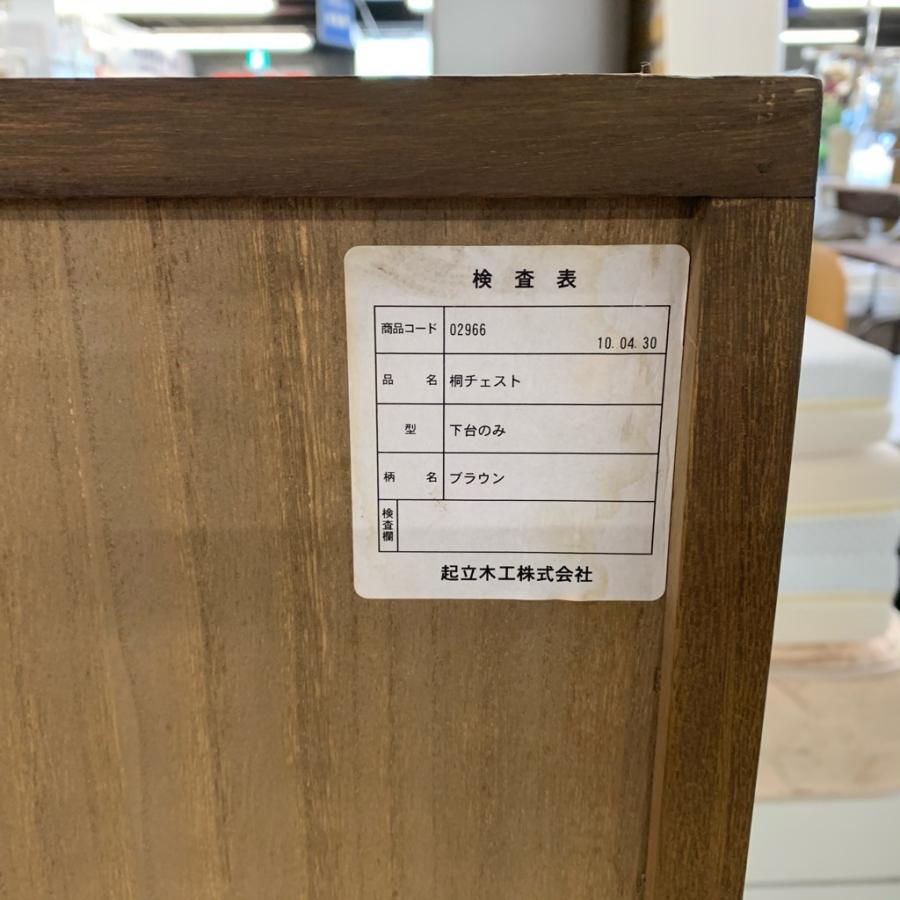 検査表
商品コード 02966
10.04.30
品名 桐チェスト
型 下台のみ
柄名 ブラウン
検査欄
起立木工株式会社